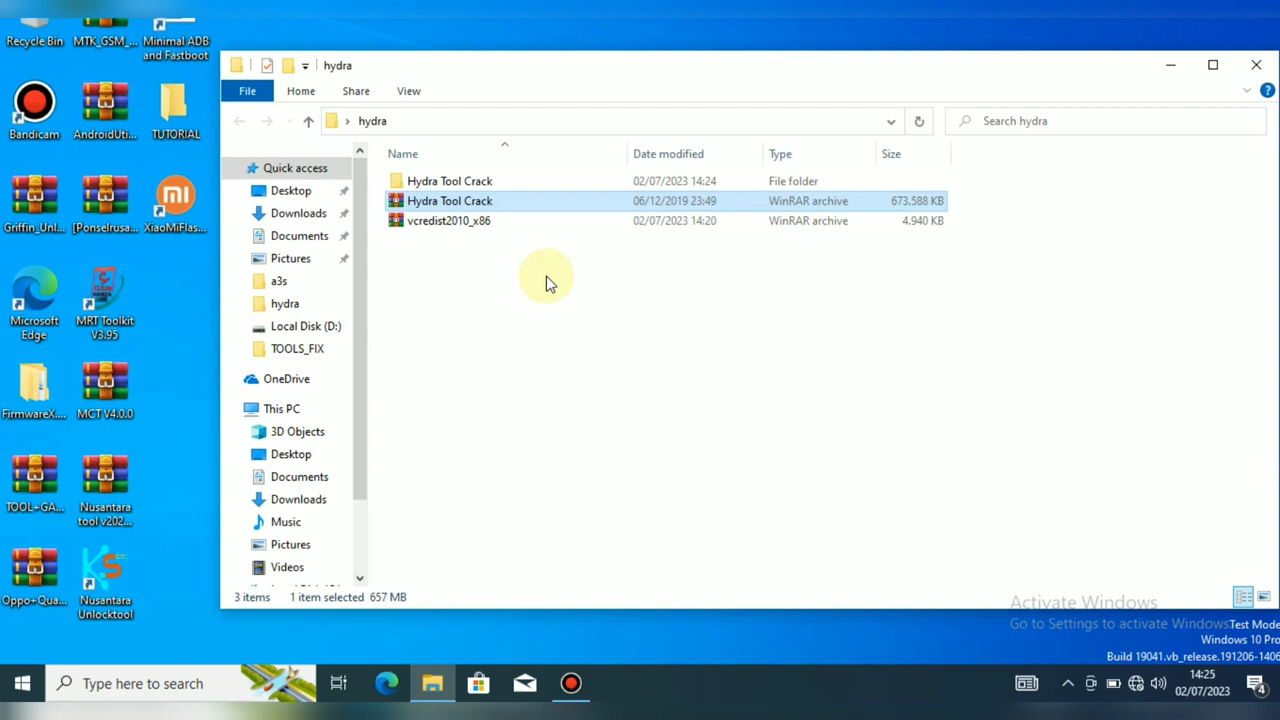 Recycle Bin
MTK_GSM_...
Minimal ADB
and Fastboot
Bandicam
AndroidUti...
TUTORIAL
Griffin_Unl...
[Ponselrusa...
XiaoMiFlas...
Microsoft
Edge
MRT Toolkit
V3.95
FirmwareX....
MCT V4.0.0
TOOL+GA...
Nusantara
tool v202...
Oppo+Qua...
Nusantara
Unlocktool
hydra
File Home Share View
hydra
Search hydra
Name Date modified Type Size
Hydra Tool Crack 02/07/2023 14:24 File folder
Hydra Tool Crack 06/12/2019 23:49 WinRAR archive 673.588 KB
vcredist2010_x86 02/07/2023 14:20 WinRAR archive 4.940 KB
Quick access
Desktop
Downloads
Documents
Pictures
a3s
hydra
Local Disk (D:)
TOOLS_FIX
OneDrive
This PC
3D Objects
Desktop
Documents
Downloads
Music
Pictures
Videos
3 items 1 item selected 657 MB
Activate Windows
Go to Settings to activate Windows.
Test Mode
Windows 10 Pro
Build 19041.vb_release.191206-1406
Type here to search
14:25
02/07/2023
4